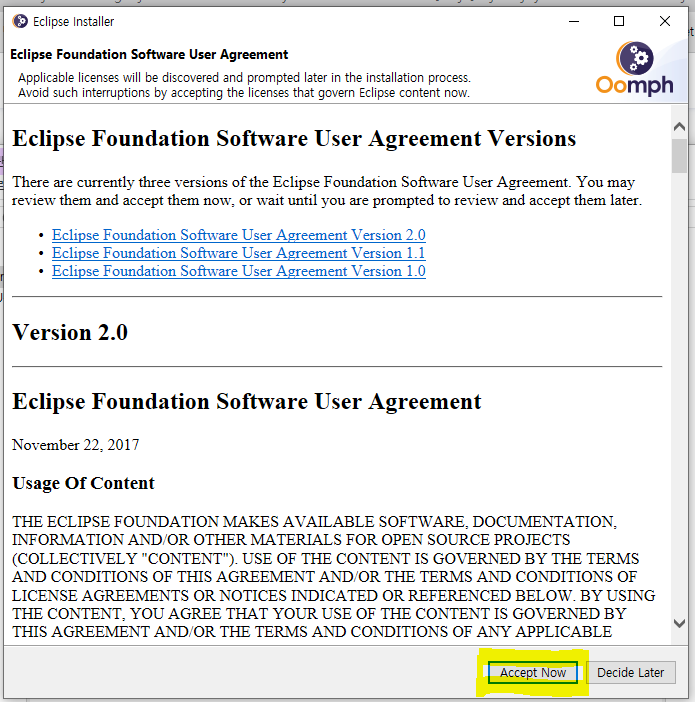 Eclipse Installer
Eclipse Foundation Software User Agreement
Applicable licenses will be discovered and prompted later in the installation process.
Avoid such interruptions by accepting the licenses that govern Eclipse content now.
Oomph
Eclipse Foundation Software User Agreement Versions
There are currently three versions of the Eclipse Foundation Software User Agreement. You may
review them and accept them now, or wait until you are prompted to review and accept them later.
• Eclipse Foundation Software User Agreement Version 2.0
• Eclipse Foundation Software User Agreement Version 1.1
• Eclipse Foundation Software User Agreement Version 1.0
Version 2.0
Eclipse Foundation Software User Agreement
November 22, 2017
Usage Of Content
THE ECLIPSE FOUNDATION MAKES AVAILABLE SOFTWARE, DOCUMENTATION,
INFORMATION AND/OR OTHER MATERIALS FOR OPEN SOURCE PROJECTS
(COLLECTIVELY "CONTENT"). USE OF THE CONTENT IS GOVERNED BY THE TERMS
AND CONDITIONS OF THIS AGREEMENT AND/OR THE TERMS AND CONDITIONS OF
LICENSE AGREEMENTS OR NOTICES INDICATED OR REFERENCED BELOW. BY USING
THE CONTENT, YOU AGREE THAT YOUR USE OF THE CONTENT IS GOVERNED BY
THIS AGREEMENT AND/OR THE TERMS AND CONDITIONS OF ANY APPLICABLE
Accept Now
Decide Later